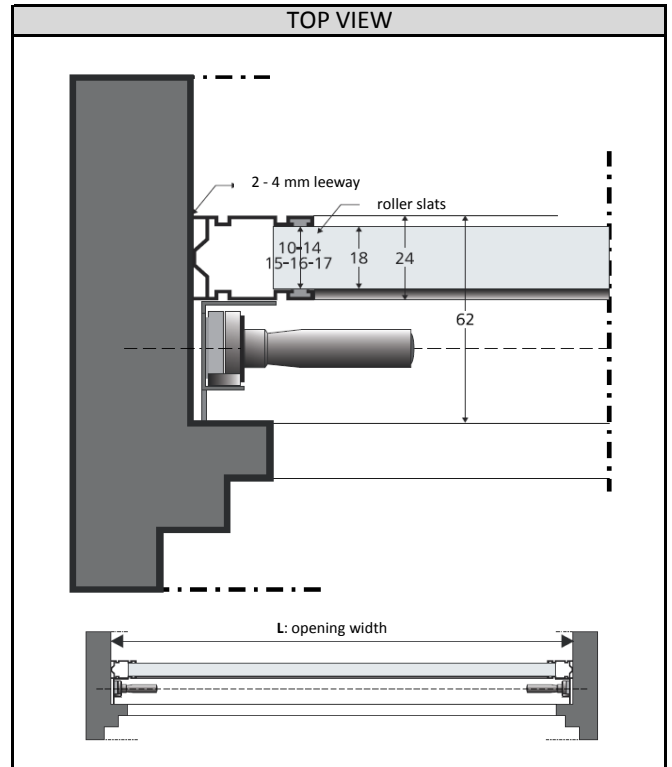 TOP VIEW
2 - 4 mm leeway
roller slats
10-14
15-16-17
18
24
62
L: opening width